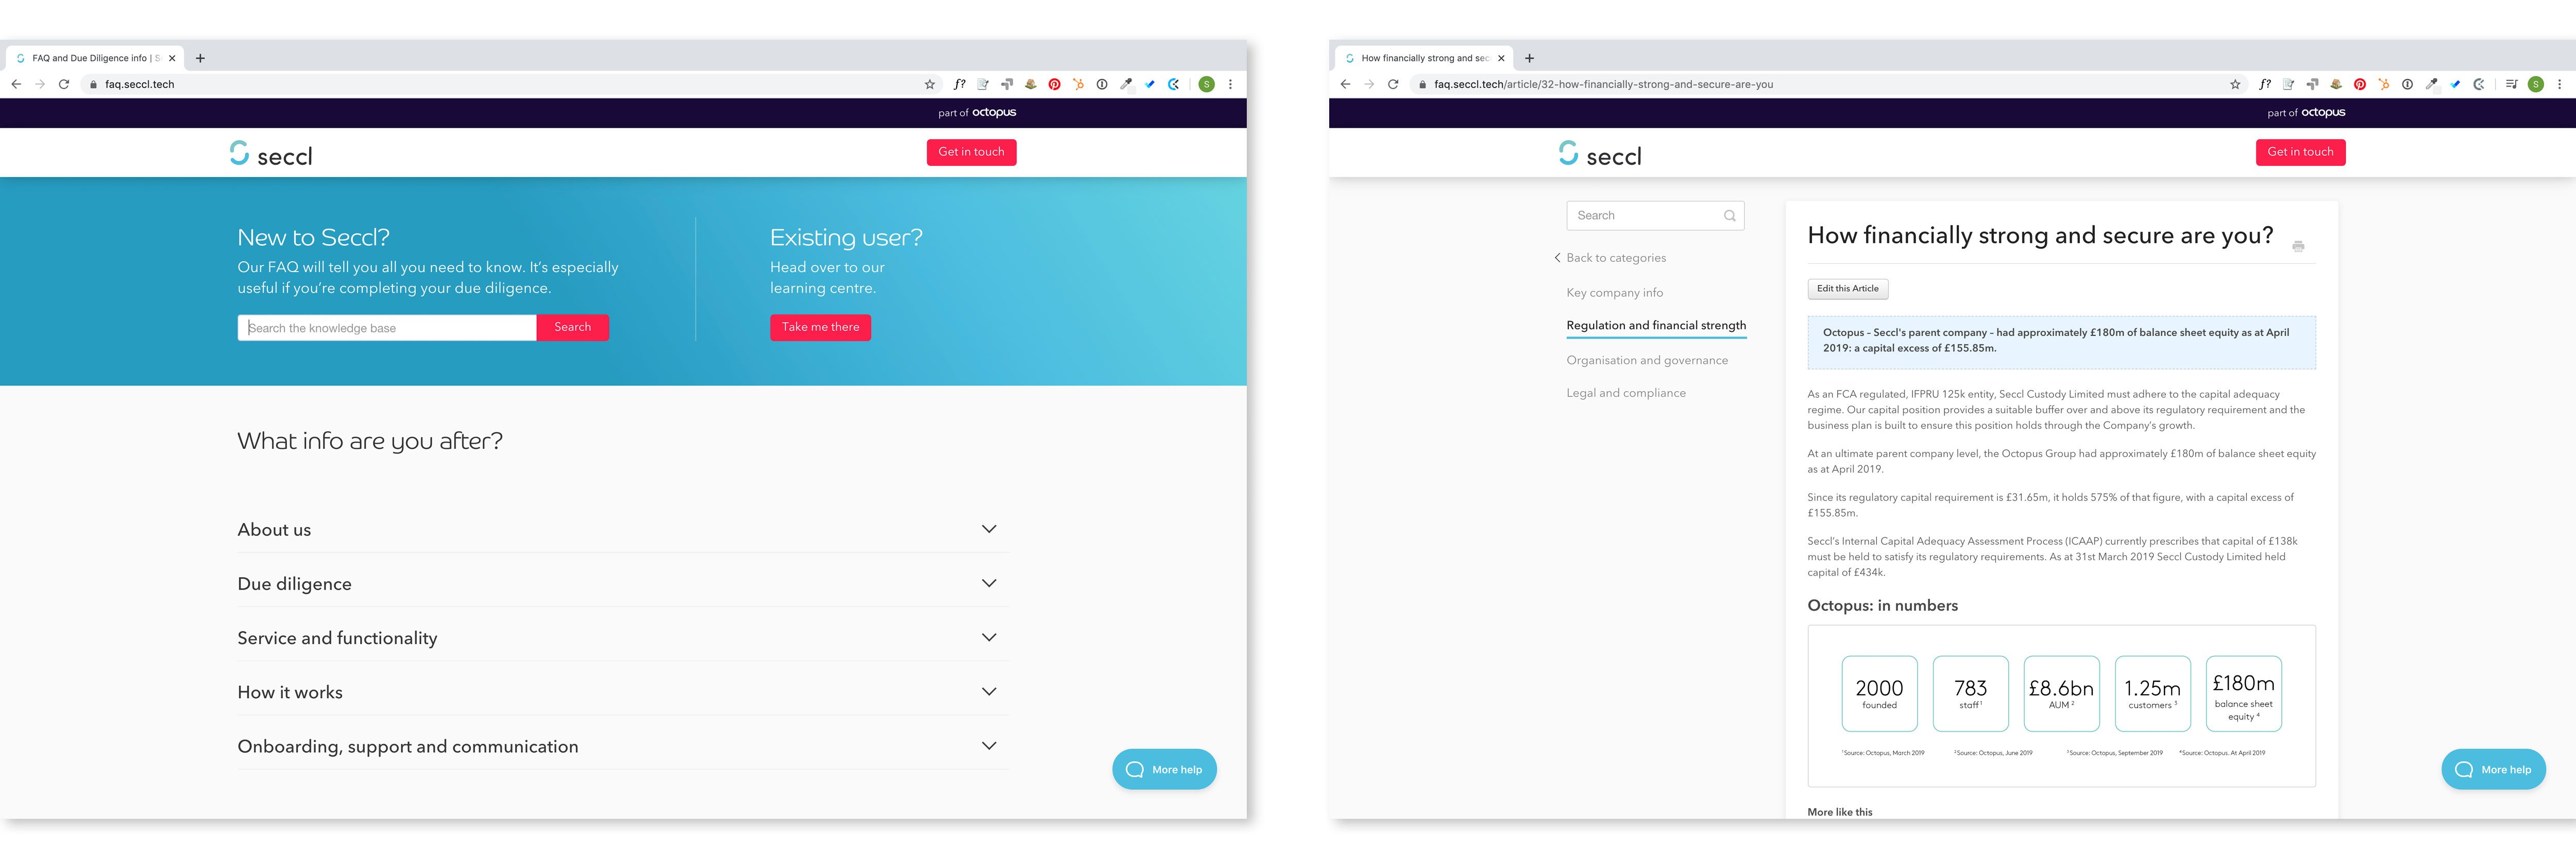 FAQ and Due Diligence info | S
faq.seccl.tech
f?
S
part of octopus
seccl
Get in touch
New to Seccl?
Our FAQ will tell you all you need to know. It's especially
useful if you're completing your due diligence.
Search the knowledge base
Search
Existing user?
Head over to our
learning centre.
Take me there
What info are you after?
About us
Due diligence
Service and functionality
How it works
Onboarding, support and communication
More help
How financially strong and sec
faq.seccl.tech/article/32-how-financially-strong-and-secure-are-you
f?
S
part of octopus
seccl
Get in touch
Search
Back to categories
Key company info
Regulation and financial strength
Organisation and governance
Legal and compliance
How financially strong and secure are you?
Edit this Article
Octopus – Seccl's parent company – had approximately £180m of balance sheet equity as at April
2019: a capital excess of £155.85m.
As an FCA regulated, IFPRU 125k entity, Seccl Custody Limited must adhere to the capital adequacy
regime. Our capital position provides a suitable buffer over and above its regulatory requirement and the
business plan is built to ensure this position holds through the Company's growth.
At an ultimate parent company level, the Octopus Group had approximately £180m of balance sheet equity
as at April 2019.
Since its regulatory capital requirement is £31.65m, it holds 575% of that figure, with a capital excess of
£155.85m.
Seccl's Internal Capital Adequacy Assessment Process (ICAAP) currently prescribes that capital of £138k
must be held to satisfy its regulatory requirements. As at 31st March 2019 Seccl Custody Limited held
capital of £434k.
Octopus: in numbers
2000
founded
783
staff ¹
£8.6bn
AUM ²
1.25m
customers ³
£180m
balance sheet
equity ⁴
¹Source: Octopus, March 2019
²Source: Octopus, June 2019
³Source: Octopus, September 2019
⁴Source: Octopus. At April 2019
More like this
More help